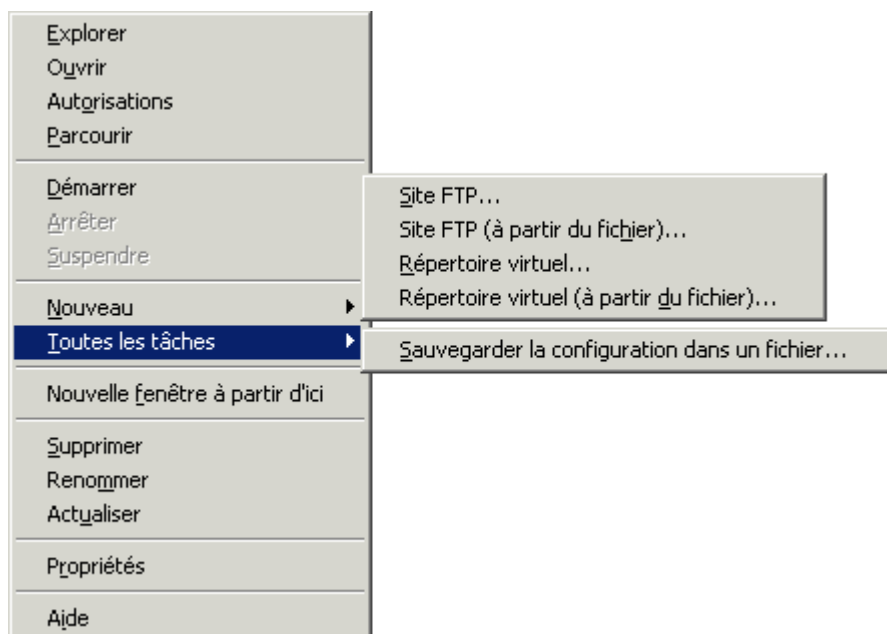 Explorer
Ouvrir
Autorisations
Parcourir
Démarrer
Arrêter
Suspendre
Nouveau
Toutes les tâches
Nouvelle fenêtre à partir d'ici
Supprimer
Renommer
Actualiser
Propriétés
Aide
Site FTP...
Site FTP (à partir du fichier)...
Répertoire virtuel...
Répertoire virtuel (à partir du fichier)...
Sauvegarder la configuration dans un fichier...